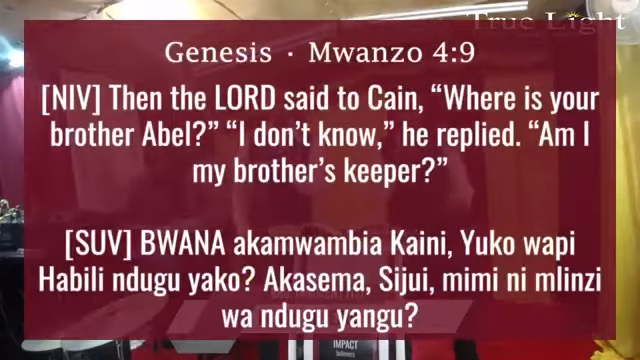 True Light
Genesis · Mwanzo 4:9
[NIV] Then the LORD said to Cain, “Where is your
brother Abel?” “I don’t know,” he replied. “Am I
my brother’s keeper?”
[SUV] BWANA akamwambia Kaini, Yuko wapi
Habili ndugu yako? Akasema, Sijui, mimi ni mlinzi
wa ndugu yangu?
IMPACT